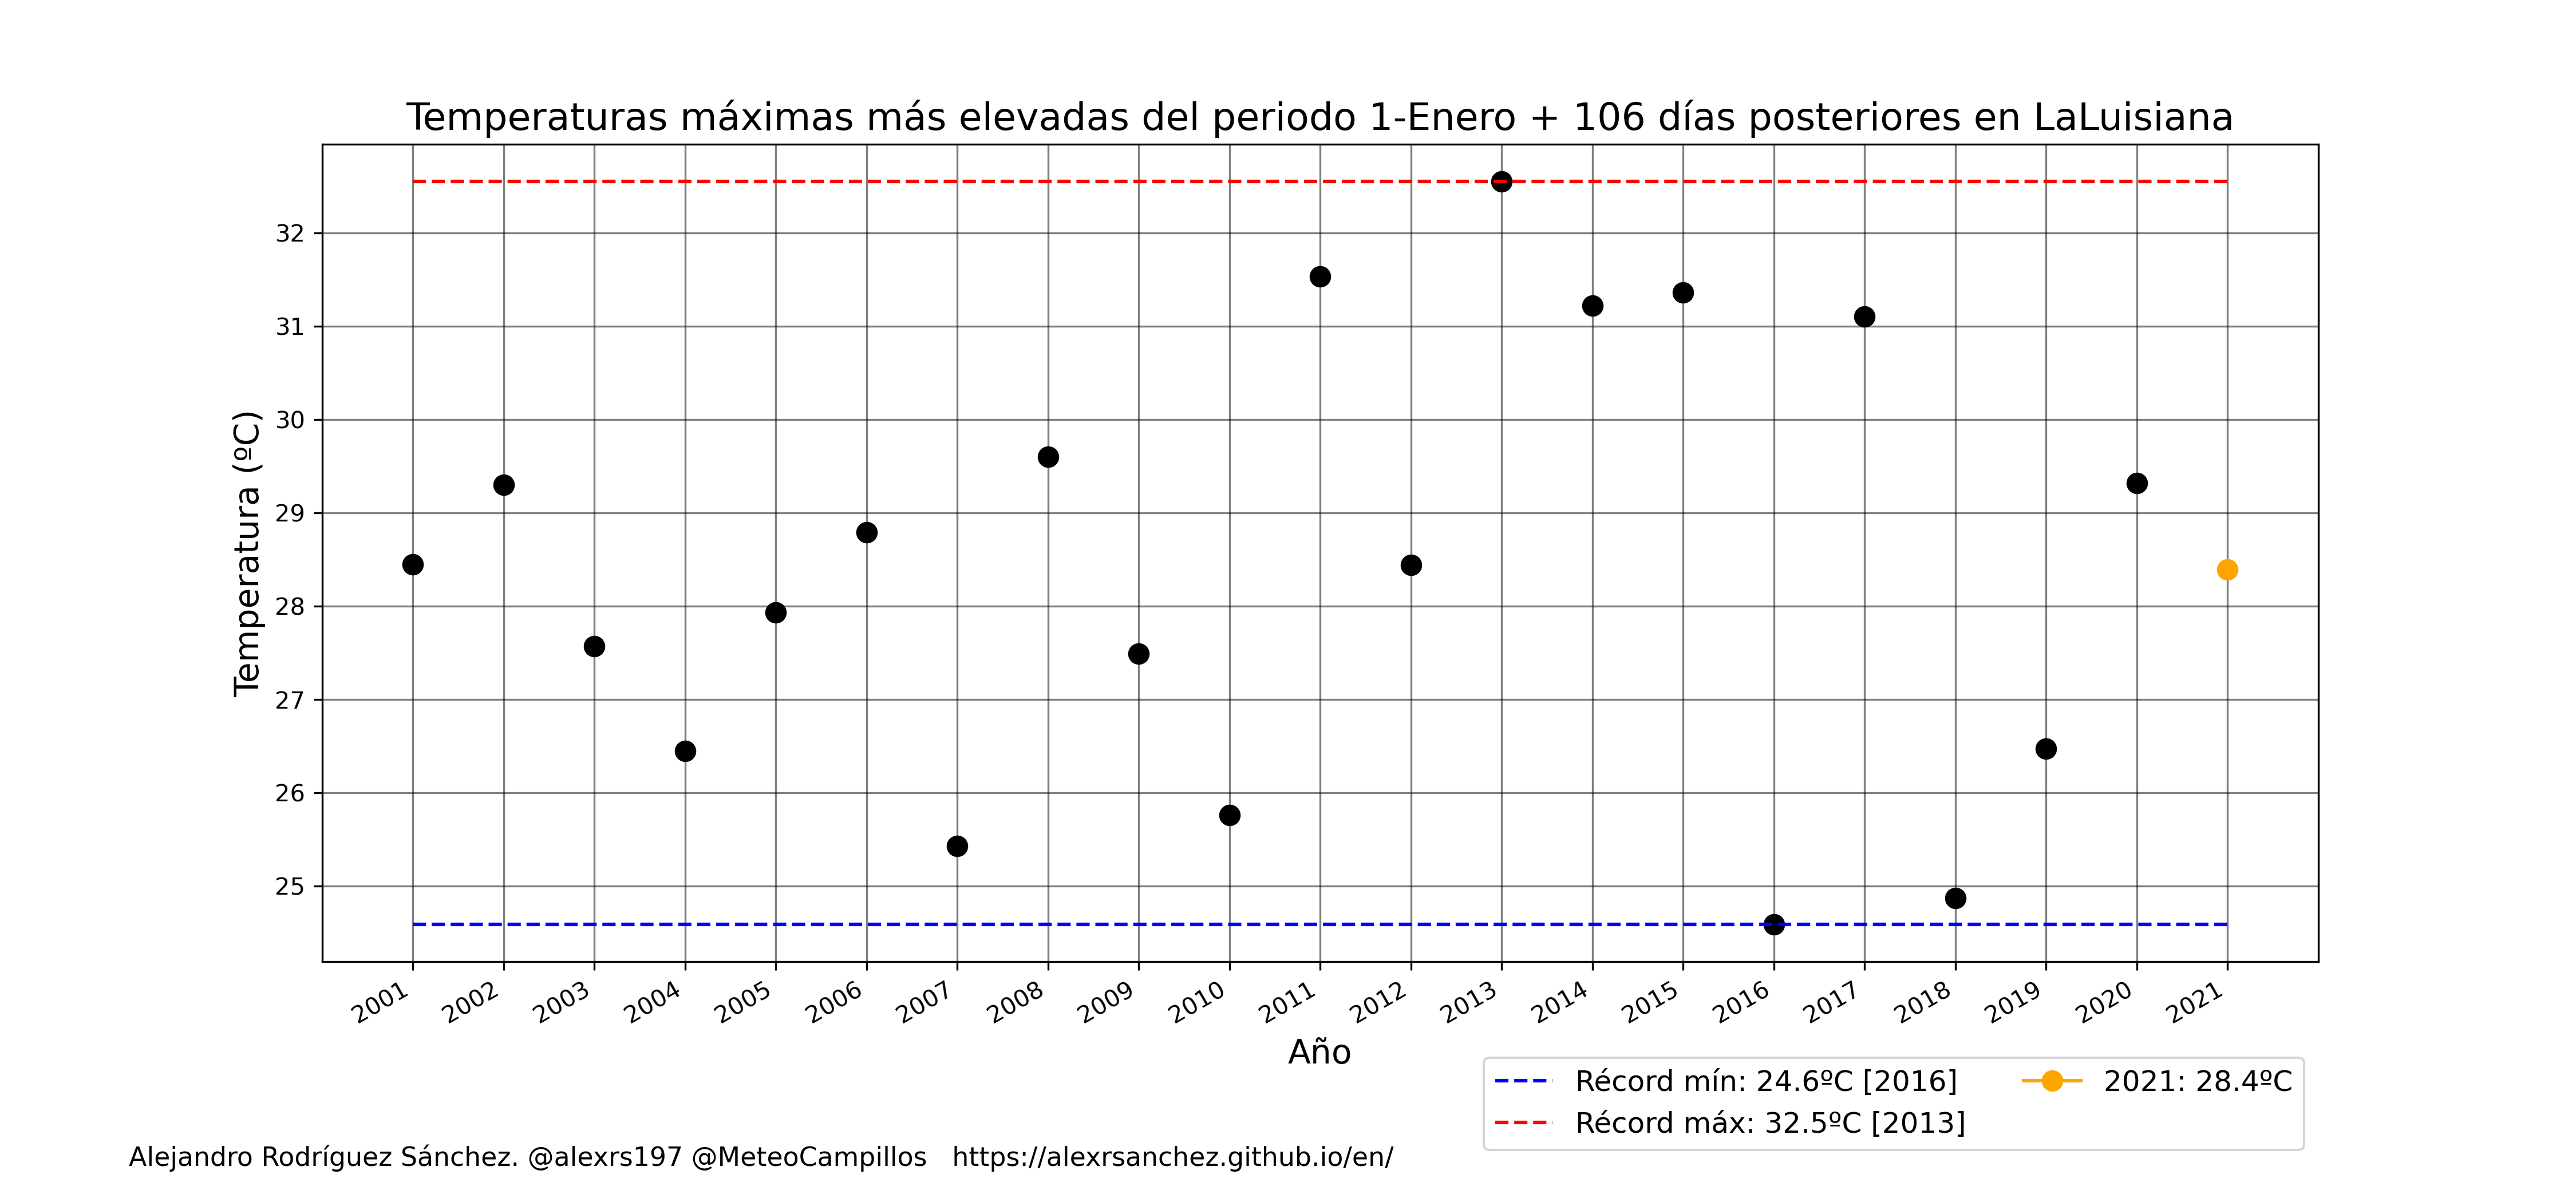 Temperaturas máximas más elevadas del periodo 1-Enero + 106 días posteriores en LaLuisiana
Temperatura (ºC)
32
31
30
29
28
27
26
25
2001 2002 2003 2004 2005 2006 2007 2008 2009 2010 2011 2012 2013 2014 2015 2016 2017 2018 2019 2020 2021
Año
Récord mín: 24.6ºC [2016]
Récord máx: 32.5ºC [2013]
2021: 28.4ºC
Alejandro Rodríguez Sánchez. @alexrs197 @MeteoCampillos https://alexrsanchez.github.io/en/